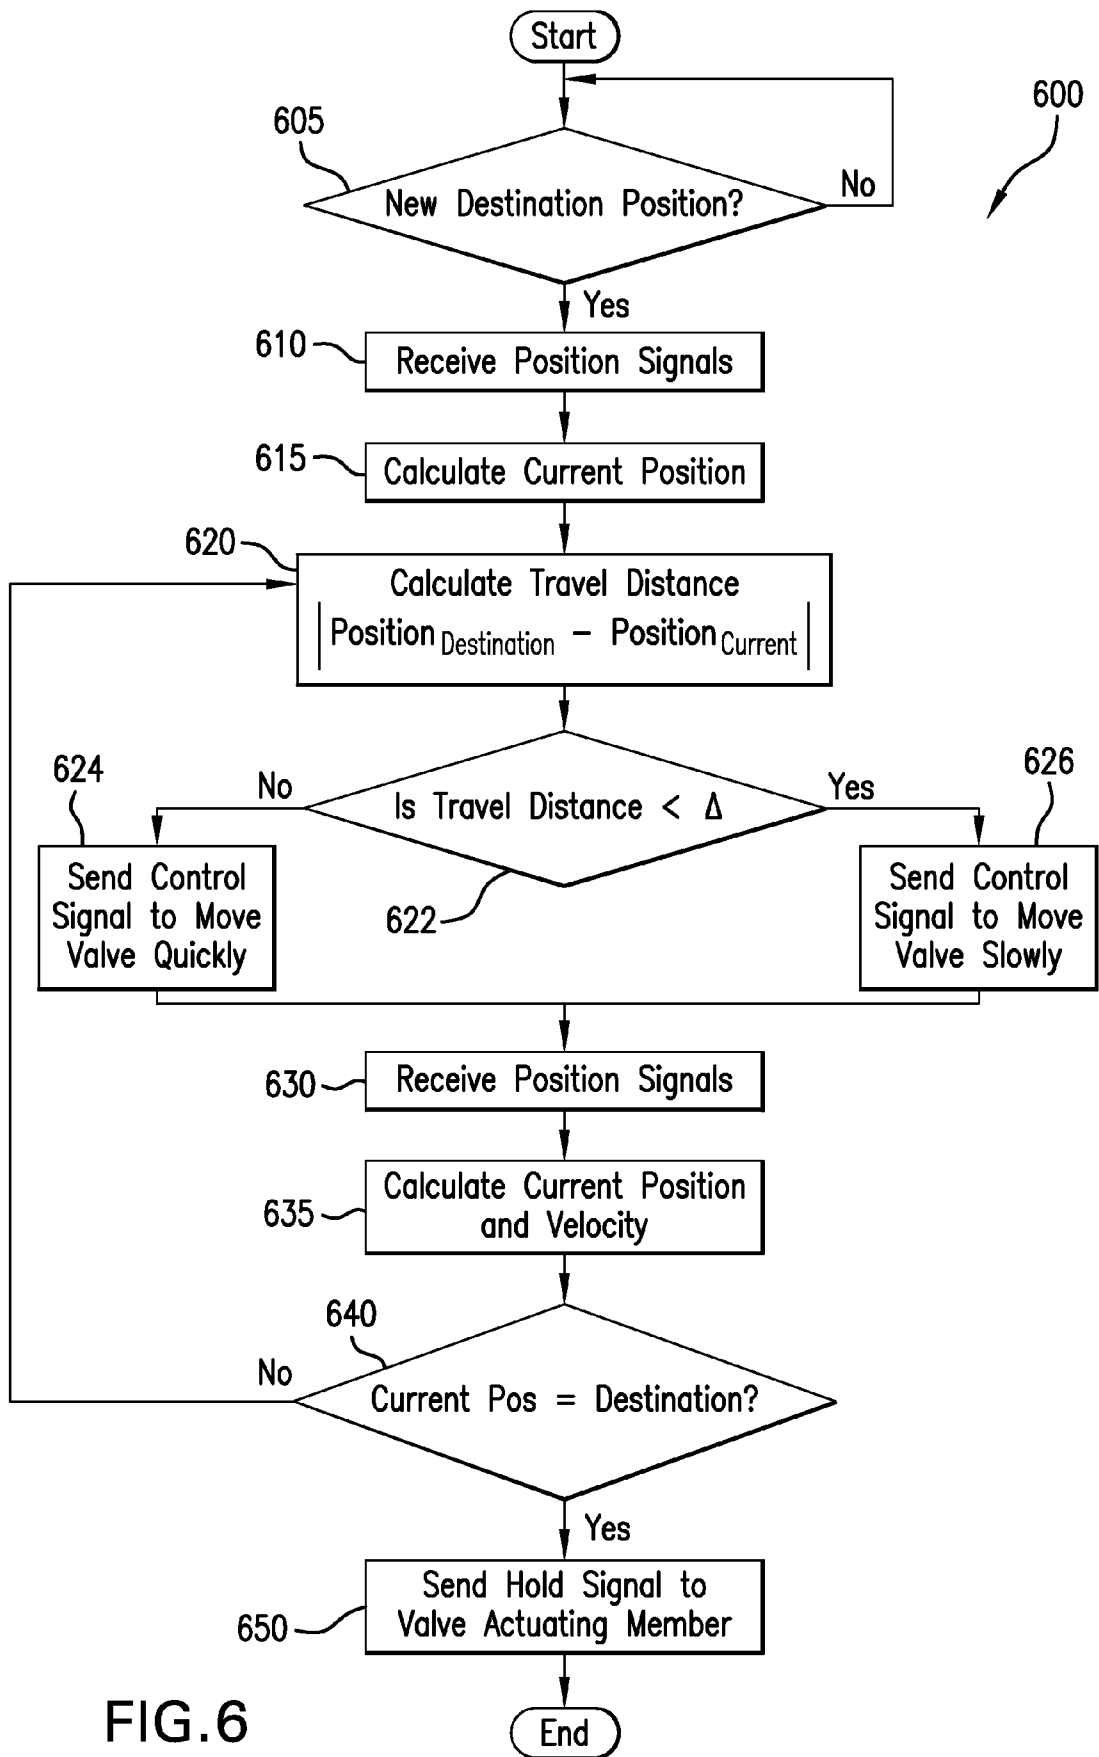 Start
600
605
New Destination Position?
No
Yes
610
Receive Position Signals
615
Calculate Current Position
620
Calculate Travel Distance
|Position Destination – Position Current|
624
No
Is Travel Distance < Δ
Yes
626
622
Send Control
Signal to Move
Valve Quickly
Send Control
Signal to Move
Valve Slowly
630
Receive Position Signals
635
Calculate Current Position
and Velocity
640
No
Current Pos = Destination?
Yes
650
Send Hold Signal to
Valve Actuating Member
End
FIG.6